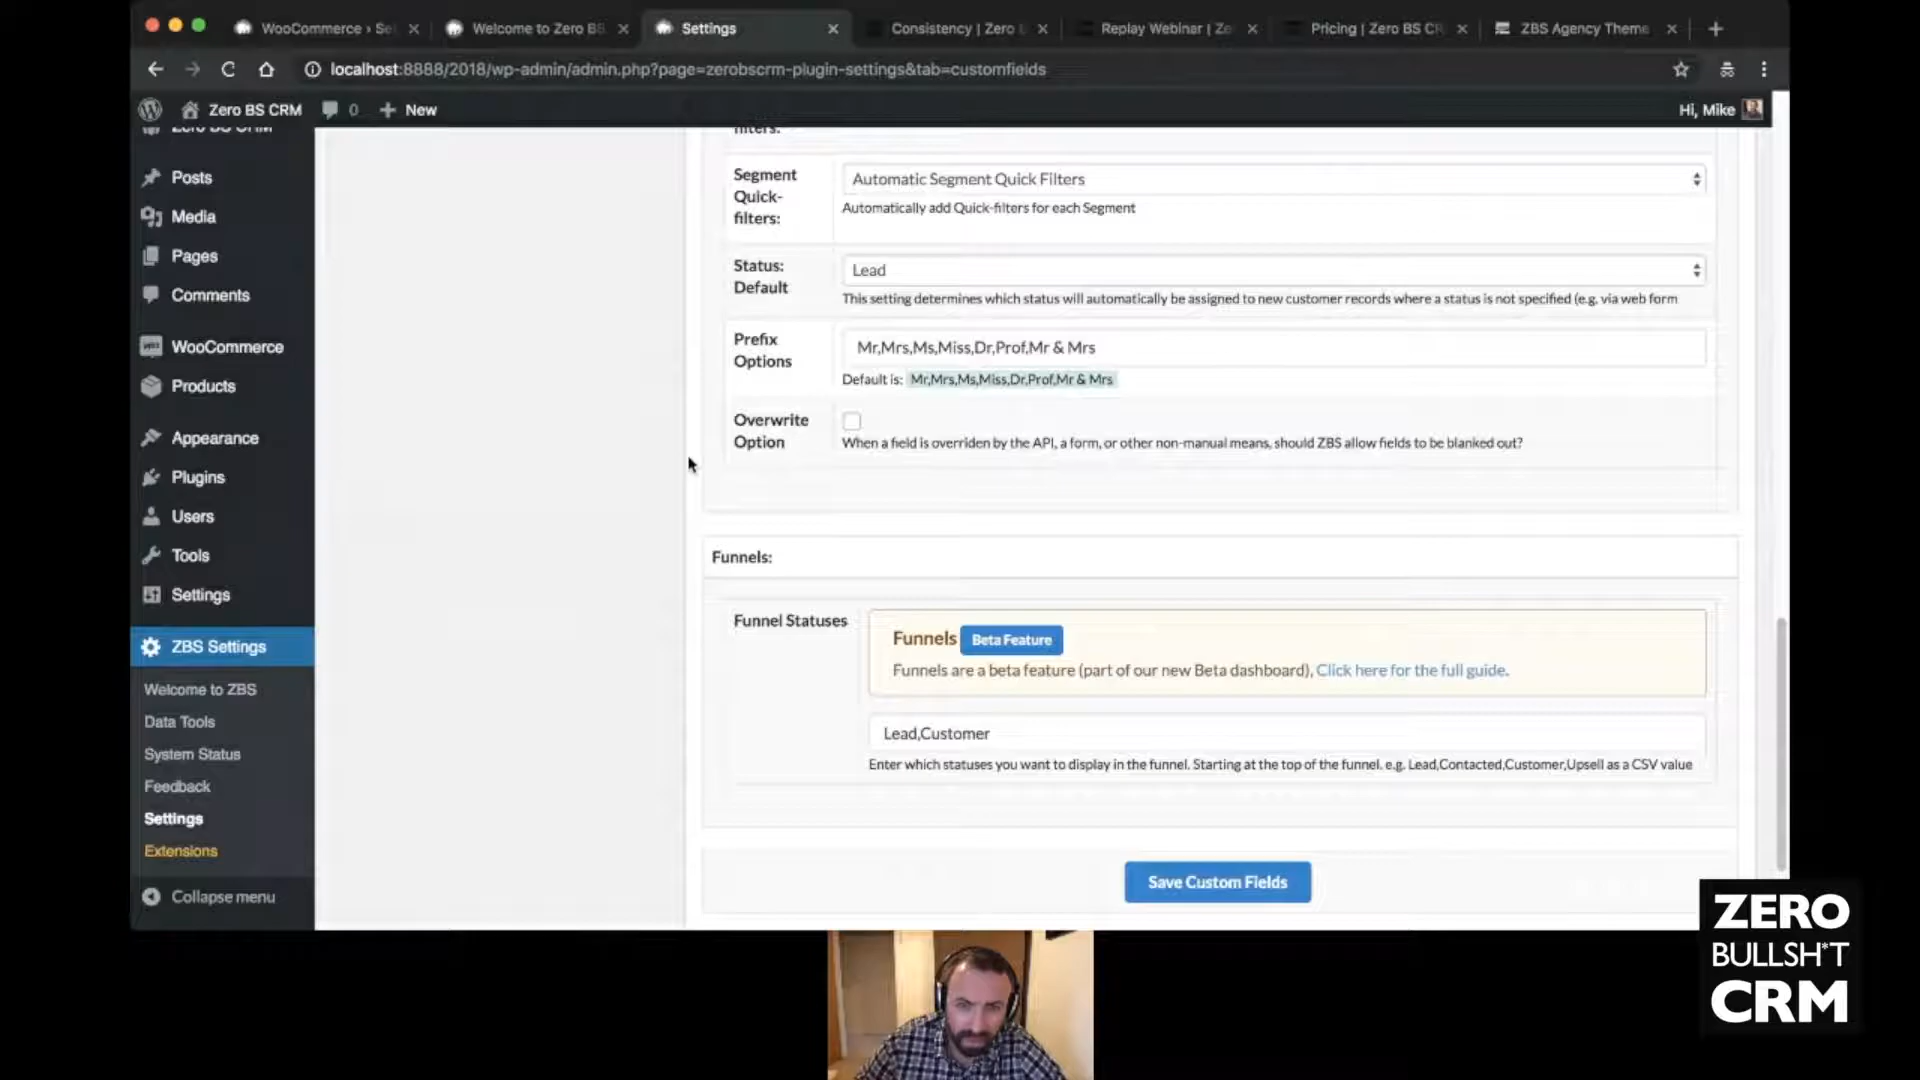 WooCommerce › Se
Welcome to Zero BS
Settings
Consistency | Zero
Replay Webinar | Ze
Pricing | Zero BS CR
ZBS Agency Theme
localhost:8888/2018/wp-admin/admin.php?page=zerobscrm-plugin-settings&tab=customfields
Zero BS CRM
0
New
Hi, Mike
Zero BS CRM
Posts
Media
Pages
Comments
WooCommerce
Products
Appearance
Plugins
Users
Tools
Settings
ZBS Settings
Welcome to ZBS
Data Tools
System Status
Feedback
Settings
Extensions
Collapse menu
filters:
Segment
Quick-
filters:
Automatic Segment Quick Filters
Automatically add Quick-filters for each Segment
Status:
Default
Lead
This setting determines which status will automatically be assigned to new customer records where a status is not specified (e.g. via web form
Prefix
Options
Mr,Mrs,Ms,Miss,Dr,Prof,Mr & Mrs
Default is: Mr,Mrs,Ms,Miss,Dr,Prof,Mr & Mrs
Overwrite
Option
When a field is overriden by the API, a form, or other non-manual means, should ZBS allow fields to be blanked out?
Funnels:
Funnel Statuses
Funnels Beta Feature
Funnels are a beta feature (part of our new Beta dashboard), Click here for the full guide.
Lead,Customer
Enter which statuses you want to display in the funnel. Starting at the top of the funnel. e.g. Lead,Contacted,Customer,Upsell as a CSV value
Save Custom Fields
ZERO
BULLSH*T
CRM